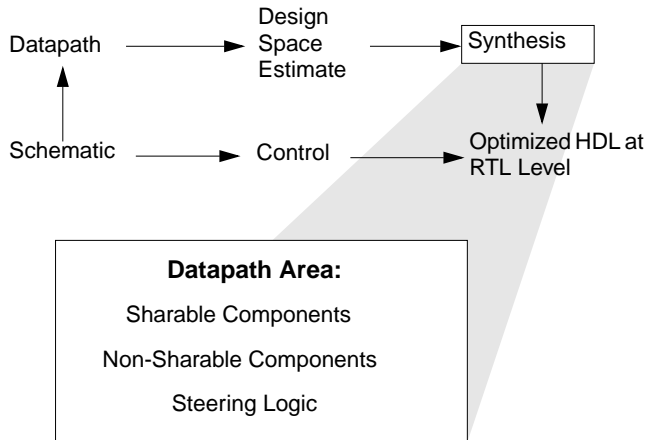 Datapath
Design
Space
Estimate
Synthesis
Schematic
Control
Optimized HDL at
RTL Level
Datapath Area:
Sharable Components
Non-Sharable Components
Steering Logic